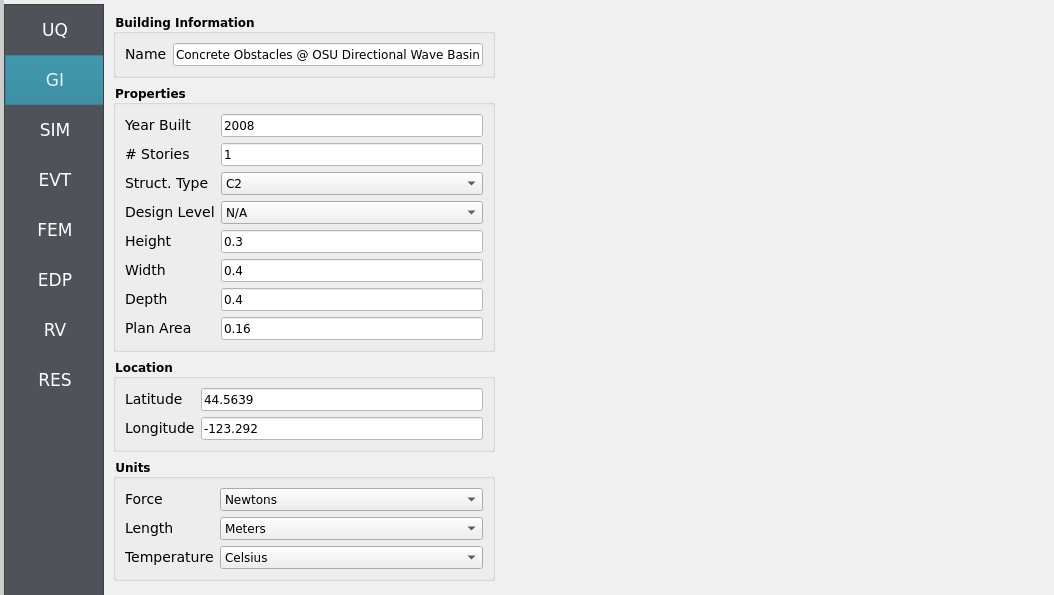 UQ
GI
SIM
EVT
FEM
EDP
RV
RES
Building Information
Name Concrete Obstacles @ OSU Directional Wave Basin
Properties
Year Built 2008
# Stories 1
Struct. Type C2
Design Level N/A
Height 0.3
Width 0.4
Depth 0.4
Plan Area 0.16
Location
Latitude 44.5639
Longitude -123.292
Units
Force Newtons
Length Meters
Temperature Celsius